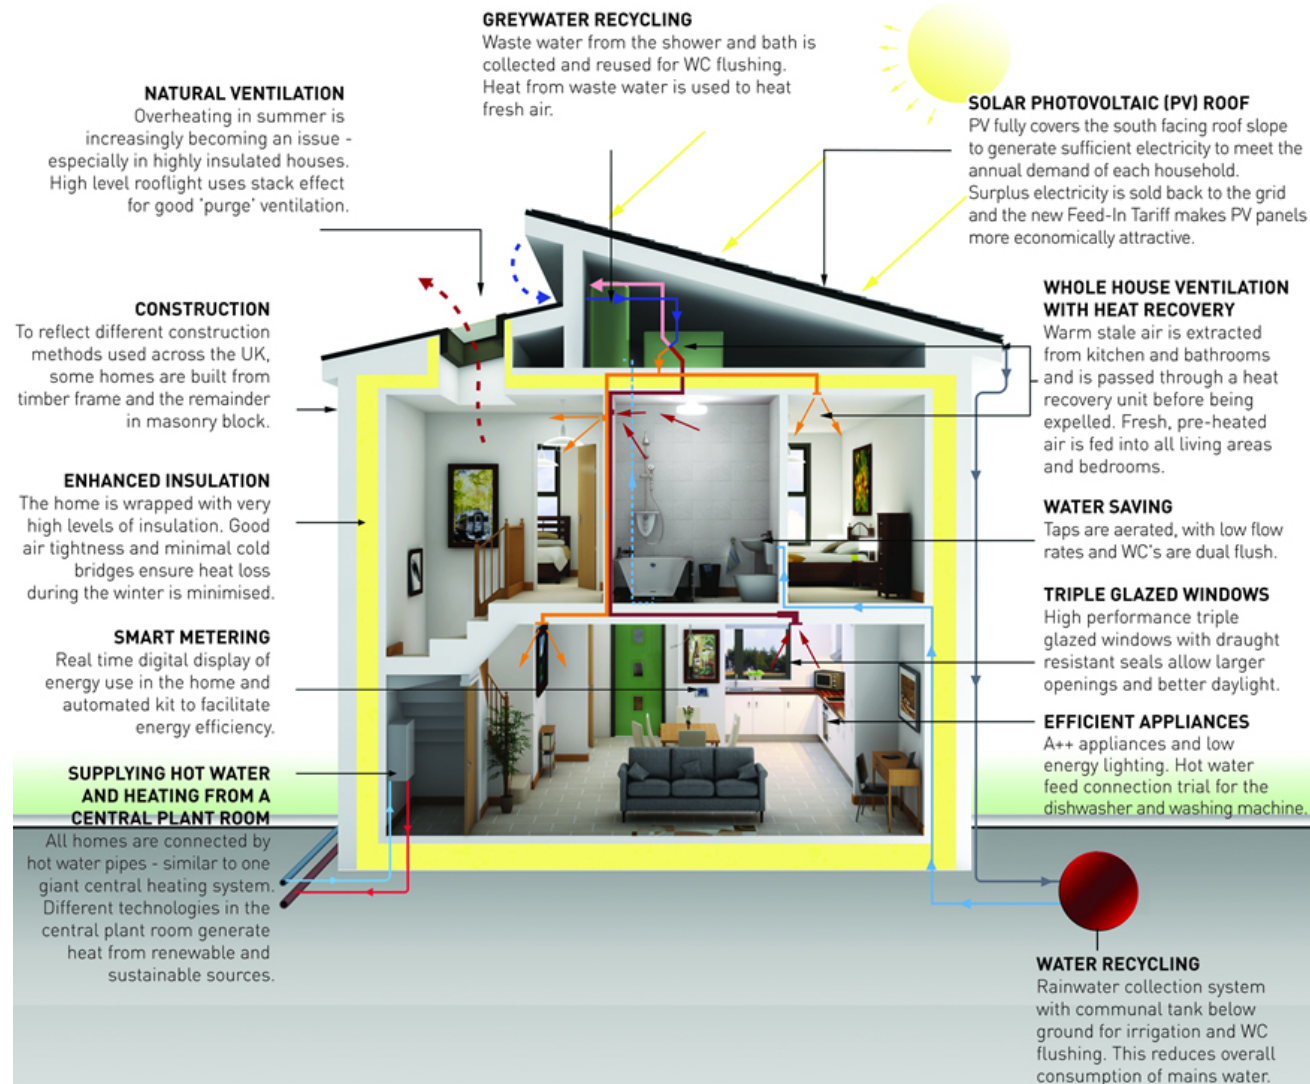 GREYWATER RECYCLING
Waste water from the shower and bath is
collected and reused for WC flushing.
Heat from waste water is used to heat
fresh air.
NATURAL VENTILATION
Overheating in summer is
increasingly becoming an issue -
especially in highly insulated houses.
High level rooflight uses stack effect
for good 'purge' ventilation.
SOLAR PHOTOVOLTAIC (PV) ROOF
PV fully covers the south facing roof slope
to generate sufficient electricity to meet the
annual demand of each household.
Surplus electricity is sold back to the grid
and the new Feed-In Tariff makes PV panels
more economically attractive.
CONSTRUCTION
To reflect different construction
methods used across the UK,
some homes are built from
timber frame and the remainder
in masonry block.
WHOLE HOUSE VENTILATION
WITH HEAT RECOVERY
Warm stale air is extracted
from kitchen and bathrooms
and is passed through a heat
recovery unit before being
expelled. Fresh, pre-heated
air is fed into all living areas
and bedrooms.
ENHANCED INSULATION
The home is wrapped with very
high levels of insulation. Good
air tightness and minimal cold
bridges ensure heat loss
during the winter is minimised.
WATER SAVING
Taps are aerated, with low flow
rates and WC's are dual flush.
TRIPLE GLAZED WINDOWS
High performance triple
glazed windows with draught
resistant seals allow larger
openings and better daylight.
SMART METERING
Real time digital display of
energy use in the home and
automated kit to facilitate
energy efficiency.
EFFICIENT APPLIANCES
A++ appliances and low
energy lighting. Hot water
feed connection trial for the
dishwasher and washing machine.
SUPPLYING HOT WATER
AND HEATING FROM A
CENTRAL PLANT ROOM
All homes are connected by
hot water pipes - similar to one
giant central heating system.
Different technologies in the
central plant room generate
heat from renewable and
sustainable sources.
WATER RECYCLING
Rainwater collection system
with communal tank below
ground for irrigation and WC
flushing. This reduces overall
consumption of mains water.